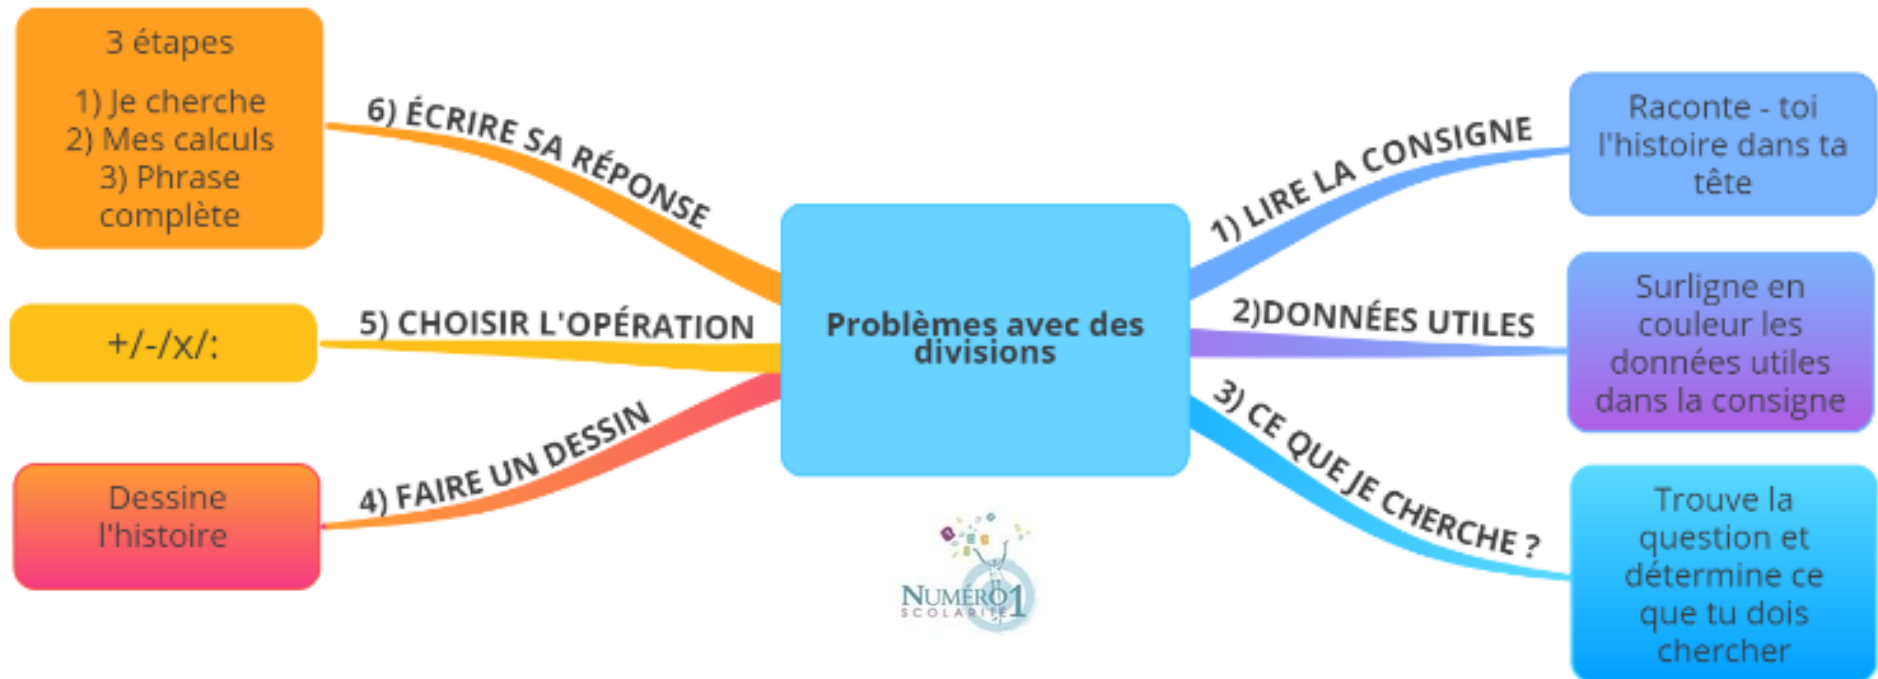 Problèmes avec des
divisions
1) LIRE LA CONSIGNE
Raconte - toi
l'histoire dans ta
tête
2)DONNÉES UTILES
Surligne en
couleur les
données utiles
dans la consigne
3) CE QUE JE CHERCHE ?
Trouve la
question et
détermine ce
que tu dois
chercher
4) FAIRE UN DESSIN
Dessine
l'histoire
5) CHOISIR L'OPÉRATION
+/-/x/:
6) ÉCRIRE SA RÉPONSE
3 étapes
1) Je cherche
2) Mes calculs
3) Phrase
complète
NUMÉRO1
SCOLARITÉ